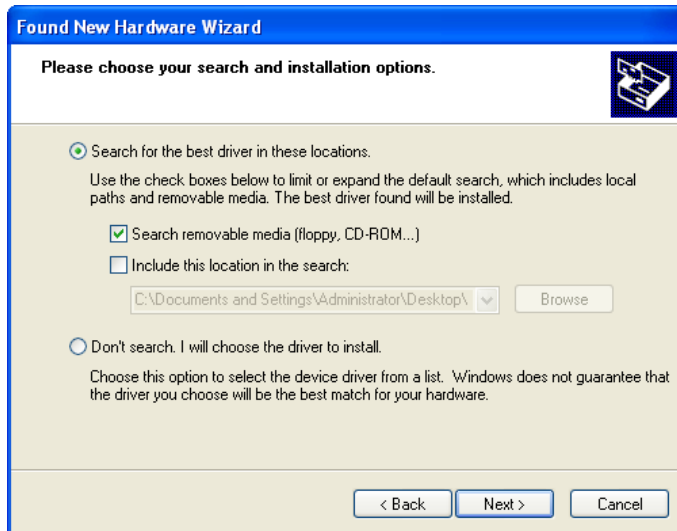 Found New Hardware Wizard
Please choose your search and installation options.
Search for the best driver in these locations.
Use the check boxes below to limit or expand the default search, which includes local
paths and removable media. The best driver found will be installed.
Search removable media (floppy, CD-ROM...)
Include this location in the search:
C:\Documents and Settings\Administrator\Desktop\
Browse
Don't search. I will choose the driver to install.
Choose this option to select the device driver from a list. Windows does not guarantee that
the driver you choose will be the best match for your hardware.
< Back
Next >
Cancel